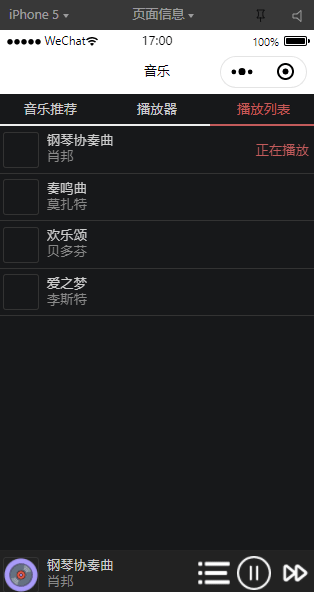 iPhone 5 页面信息
WeChat 17:00 100%
音乐
音乐推荐 播放器 播放列表
钢琴协奏曲
肖邦
正在播放
奏鸣曲
莫扎特
欢乐颂
贝多芬
爱之梦
李斯特
钢琴协奏曲
肖邦